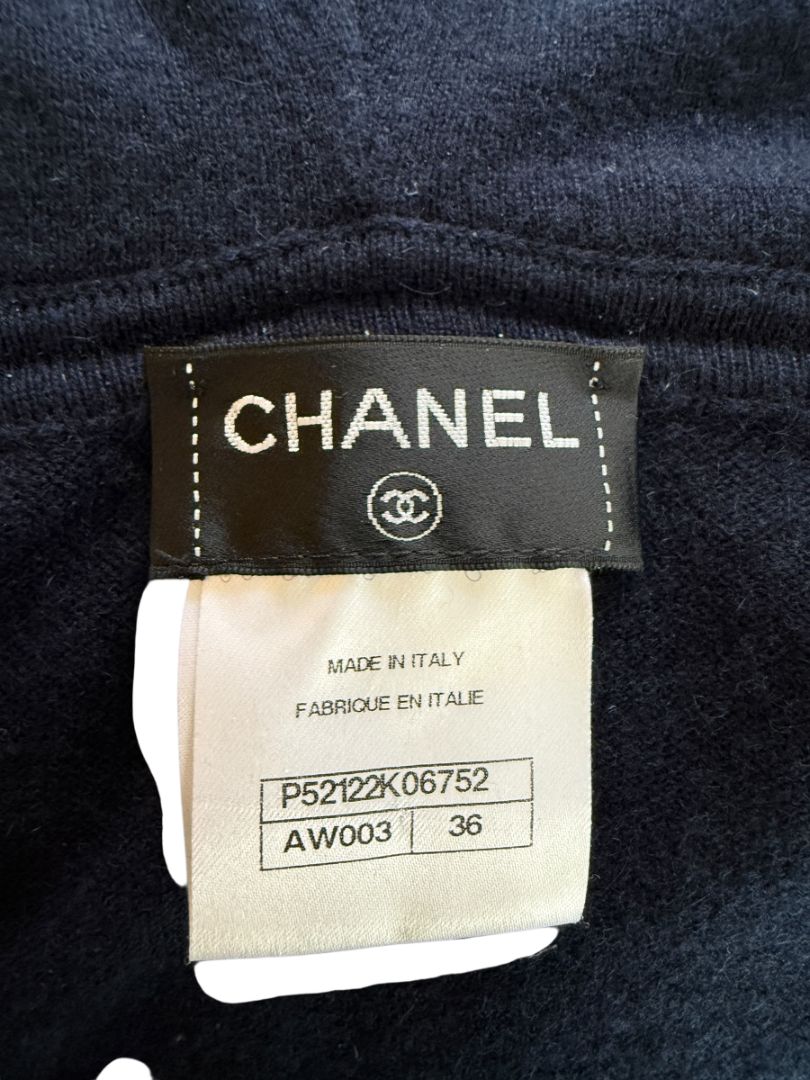 CHANEL
MADE IN ITALY
FABRIQUE EN ITALIE
P52122K06752
AW003 36